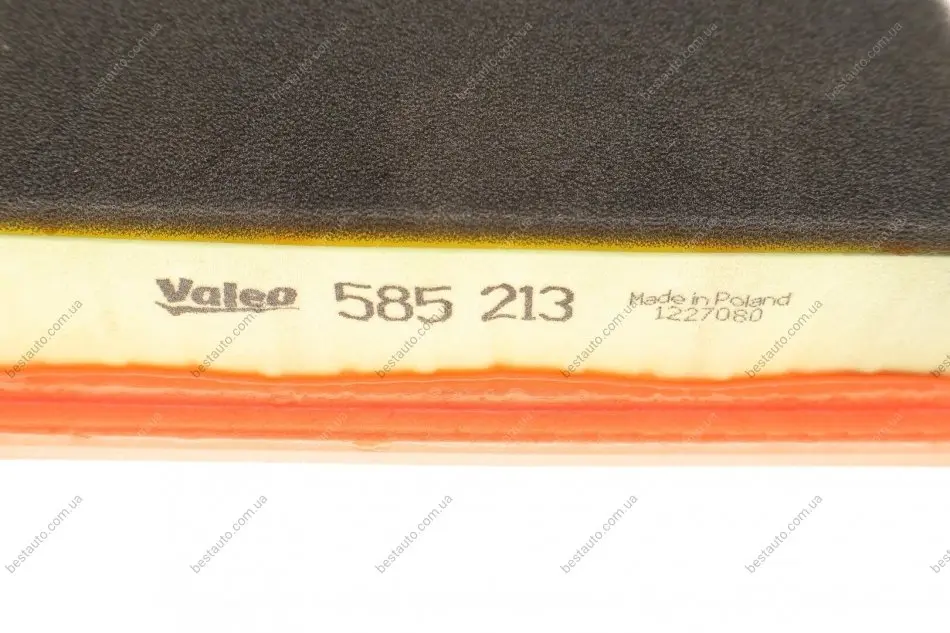 Valeo 585 213 Made in Poland
1227080
bestauto.com.ua